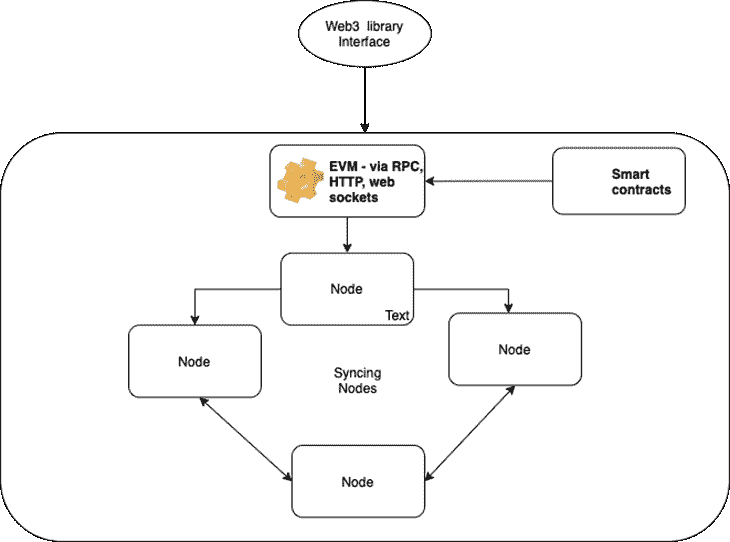 Web3 library
Interface
EVM - via RPC,
HTTP, web
sockets
Smart
contracts
Node
Text
Node
Node
Syncing
Nodes
Node